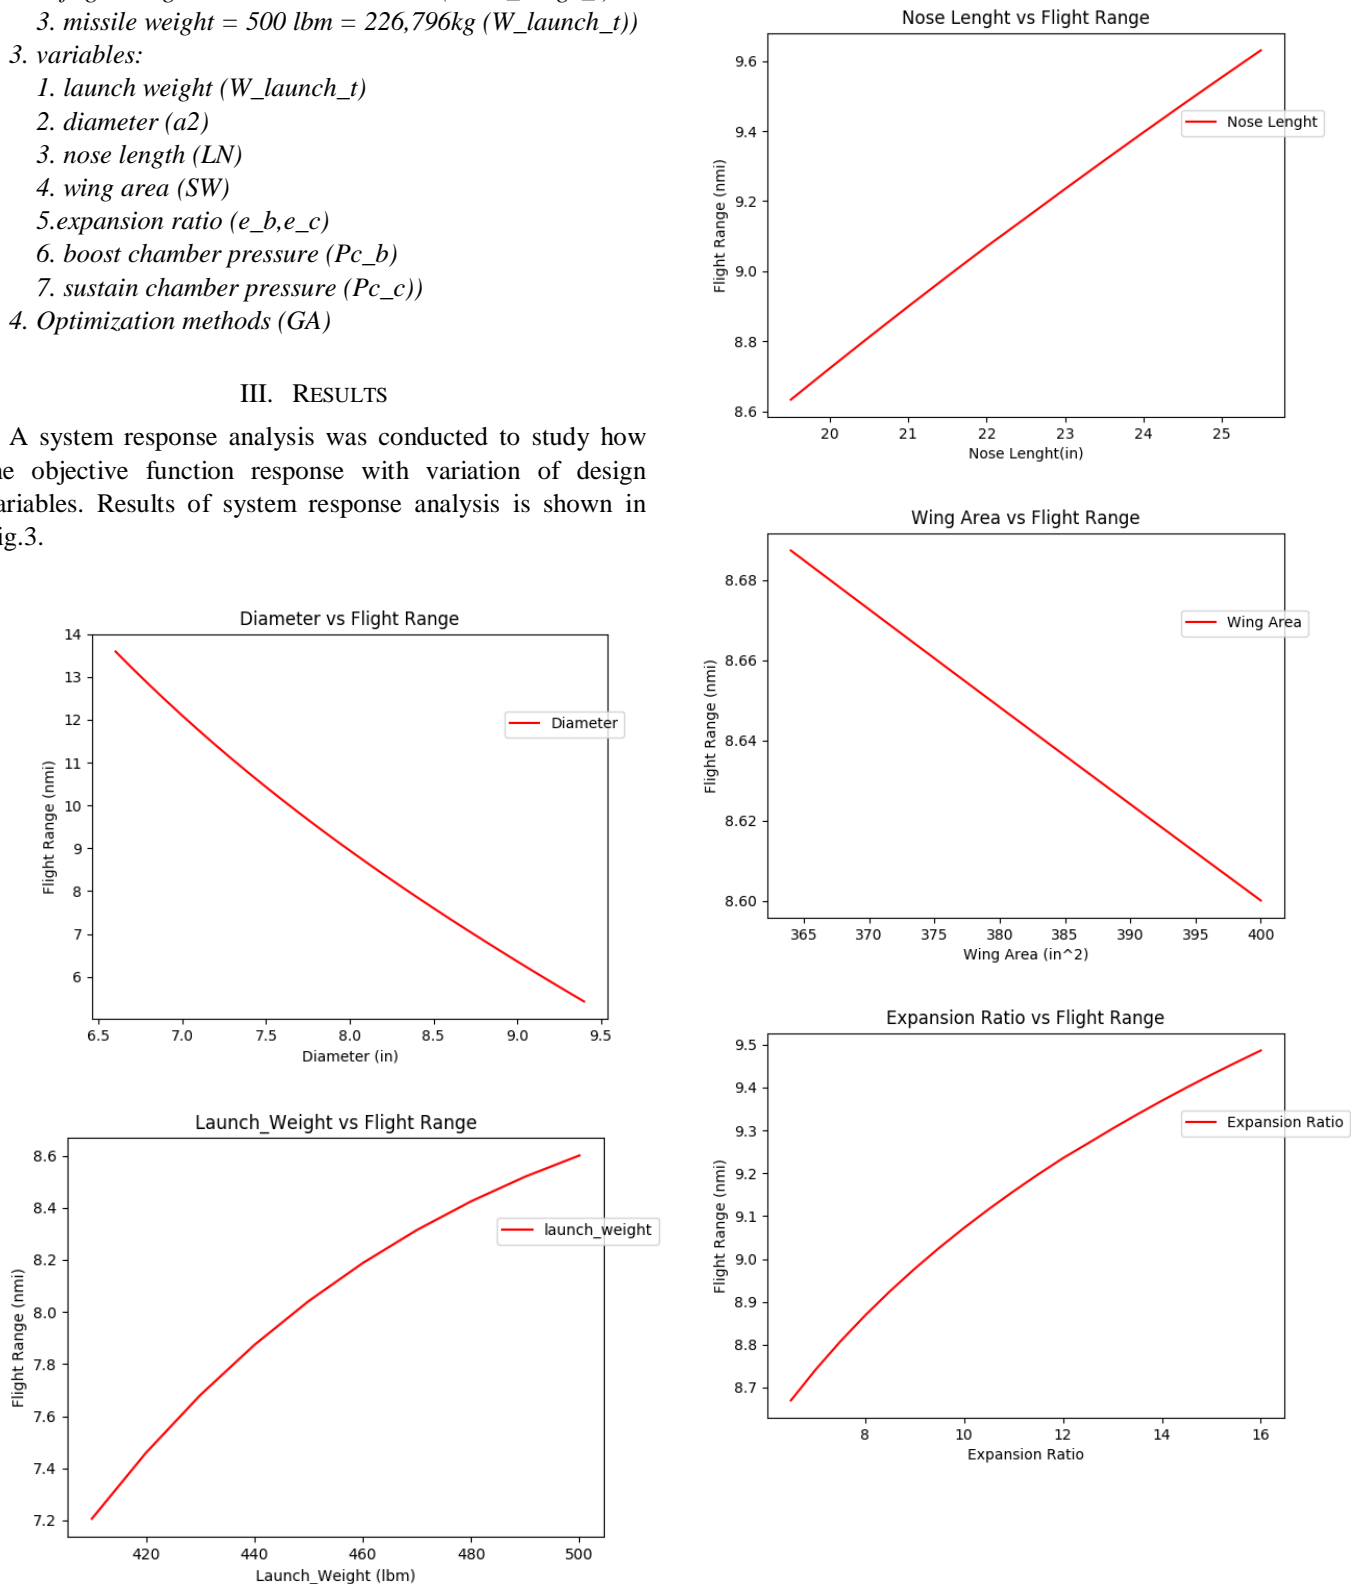 3. missile weight = 500 lbm = 226,796kg (W_launch_t))
3. variables:
1. launch weight (W_launch_t)
2. diameter (a2)
3. nose length (LN)
4. wing area (SW)
5.expansion ratio (e_b,e_c)
6. boost chamber pressure (Pc_b)
7. sustain chamber pressure (Pc_c))
4. Optimization methods (GA)
III. RESULTS
A system response analysis was conducted to study how
objective function response with variation of design
Results of system response analysis is shown in
Diameter vs Flight Range
14
13
12
11
10
9
8
7
6
Flight Range (nmi)
Diameter
6.5 7.0 7.5 8.0 8.5 9.0 9.5
Diameter (in)
Launch_Weight vs Flight Range
8.6
8.4
8.2
8.0
7.8
7.6
7.4
7.2
Flight Range (nmi)
launch_weight
420 440 460 480 500
Launch_Weight (lbm)
Nose Lenght vs Flight Range
9.6
9.4
9.2
9.0
8.8
8.6
Flight Range (nmi)
Nose Lenght
20 21 22 23 24 25
Nose Lenght(in)
Wing Area vs Flight Range
8.68
8.66
8.64
8.62
8.60
Flight Range (nmi)
Wing Area
365 370 375 380 385 390 395 400
Wing Area (in^2)
Expansion Ratio vs Flight Range
9.5
9.4
9.3
9.2
9.1
9.0
8.9
8.8
8.7
Flight Range (nmi)
Expansion Ratio
8 10 12 14 16
Expansion Ratio